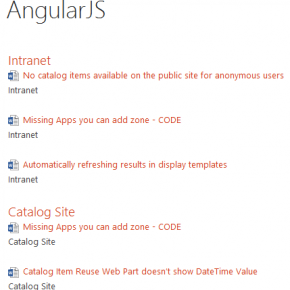 AngularJS
Intranet
No catalog items available on the public site for anonymous users
Intranet
Missing Apps you can add zone - CODE
Intranet
Automatically refreshing results in display templates
Intranet
Catalog Site
Missing Apps you can add zone - CODE
Catalog Site
Catalog Item Reuse Web Part doesn't show DateTime Value
Catalog Site